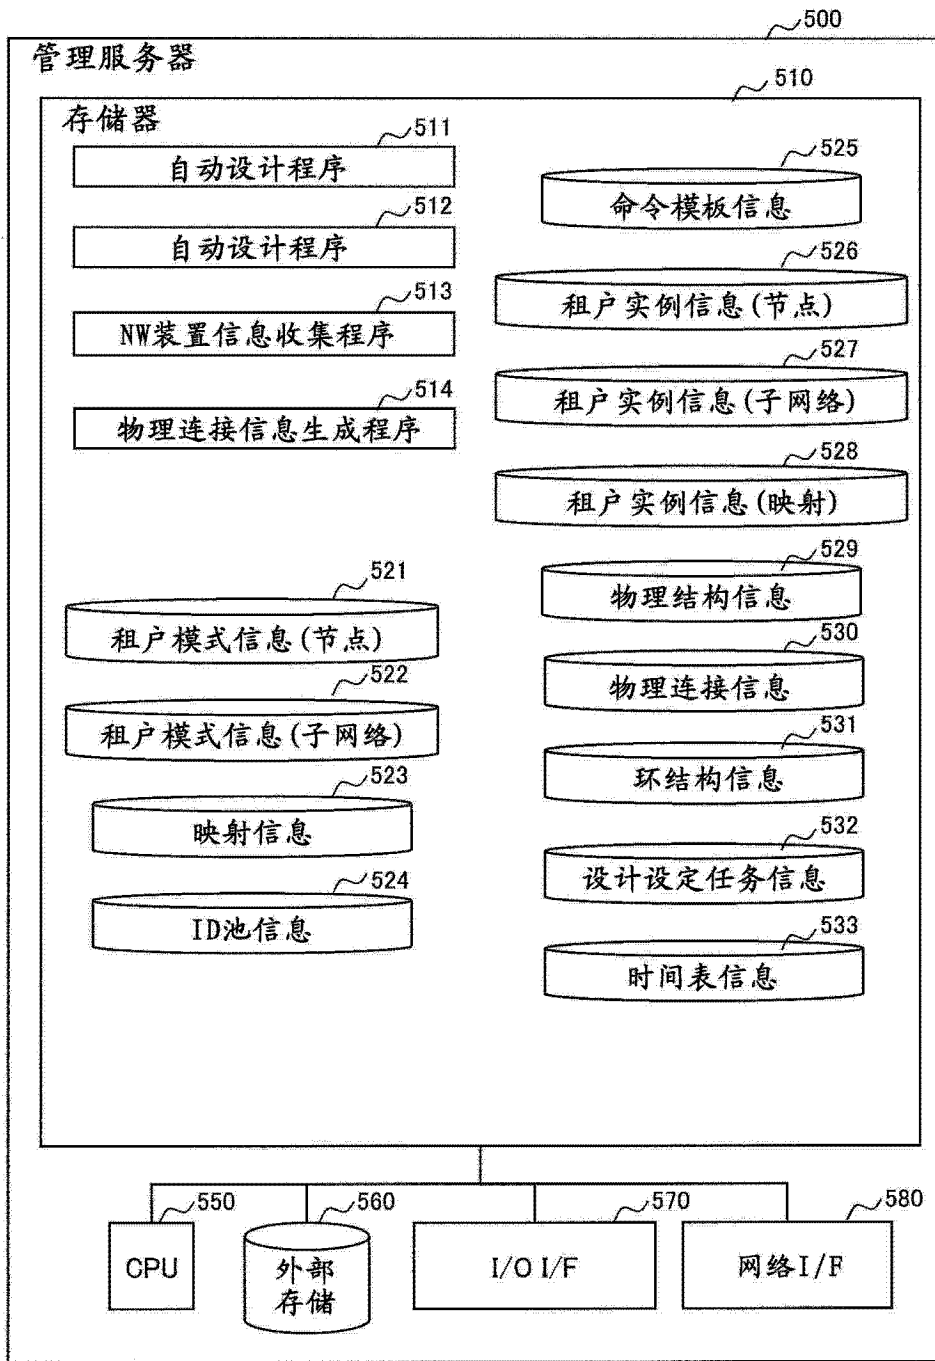 500
管理服务器
510
存储器
511
自动设计程序
512
自动设计程序
513
NW装置信息收集程序
514
物理连接信息生成程序
521
租户模式信息(节点)
522
租户模式信息(子网络)
523
映射信息
524
ID池信息
525
命令模板信息
526
租户实例信息(节点)
527
租户实例信息(子网络)
528
租户实例信息(映射)
529
物理结构信息
530
物理连接信息
531
环结构信息
532
设计设定任务信息
533
时间表信息
550
CPU
560
外部
存储
570
I/O I/F
580
网络I/F